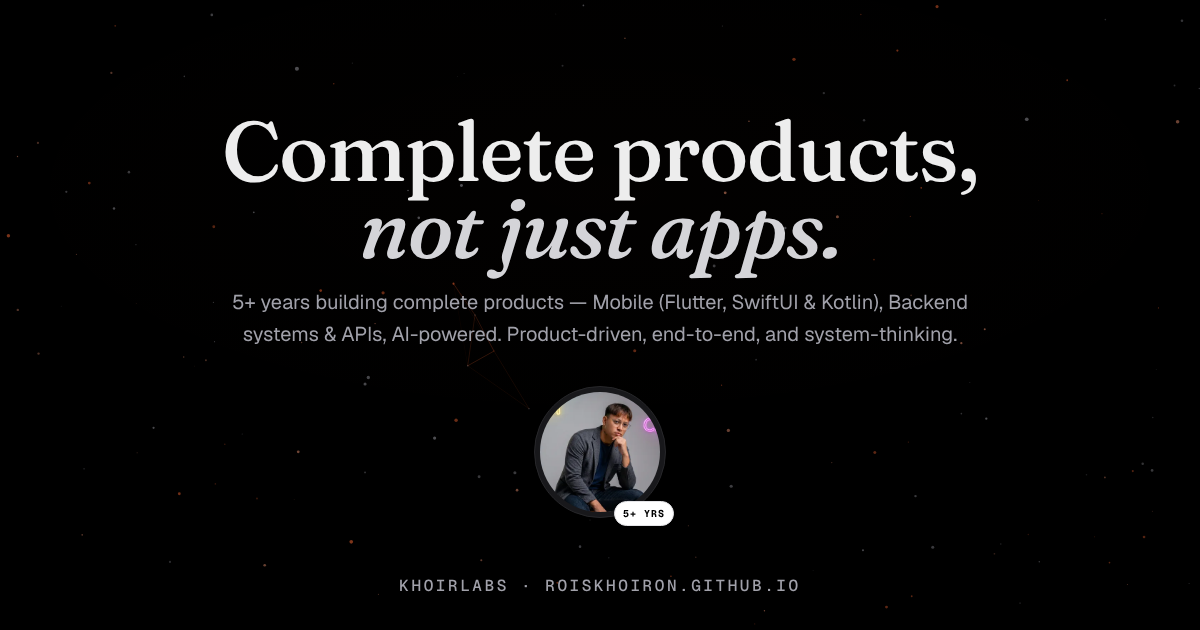 Complete products,
not just apps.
5+ years building complete products — Mobile (Flutter, SwiftUI & Kotlin), Backend
systems & APIs, AI-powered. Product-driven, end-to-end, and system-thinking.
5+ YRS
KHOIRLABS · ROISKHOIRON.GITHUB.IO